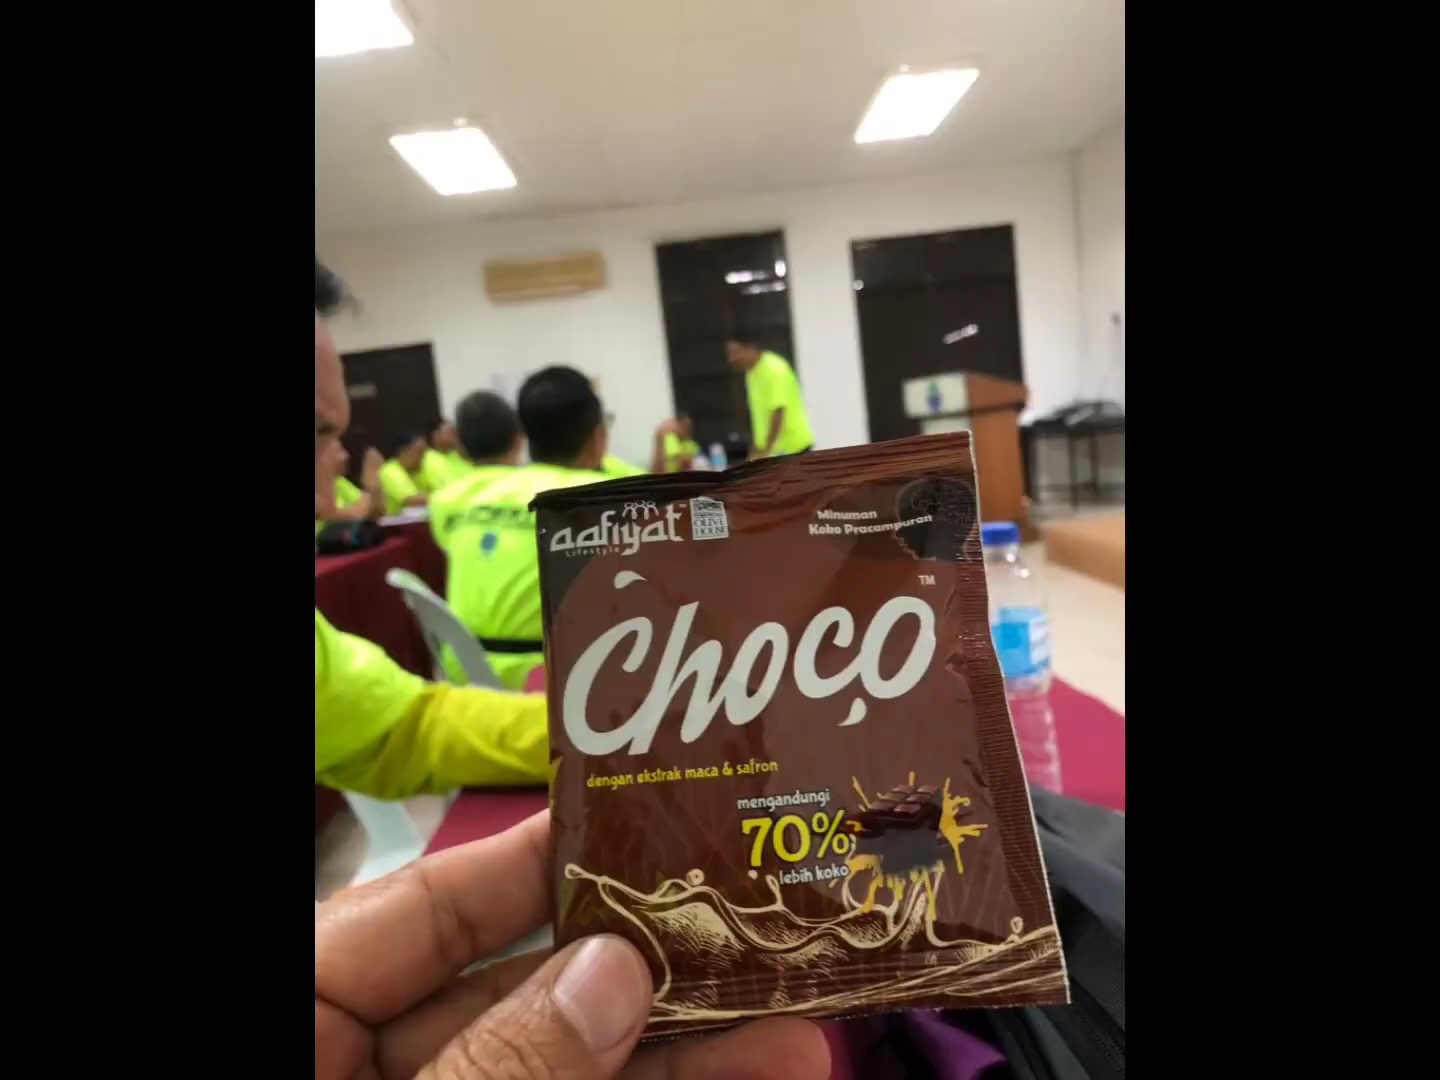 aafiyat
Lifestyle
OLIVE
HOUSE
Minuman
Koko Pracampuran
Choco
TM
dengan ekstrak maca & safron
mengandungi
70%
lebih koko